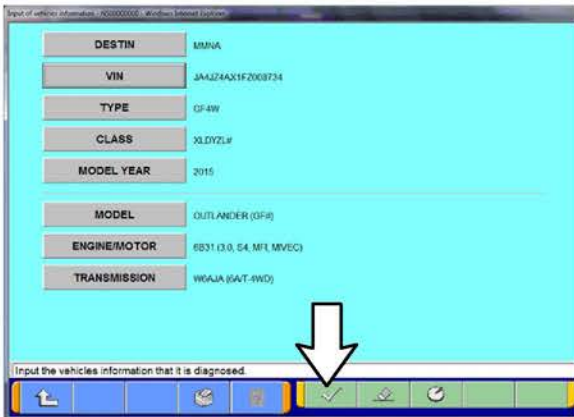 Input of vehicles information - NS00000000 - Windows Internet Explorer
DESTIN MMNA
VIN JA4JZ4AX1FZ008734
TYPE GF4W
CLASS XLDYZL#
MODEL YEAR 2015
MODEL OUTLANDER (GF#)
ENGINE/MOTOR 6B31 (3.0, S4, MFI, MIVEC)
TRANSMISSION W6AJA (6A/T-4WD)
Input the vehicles information that it is diagnosed.